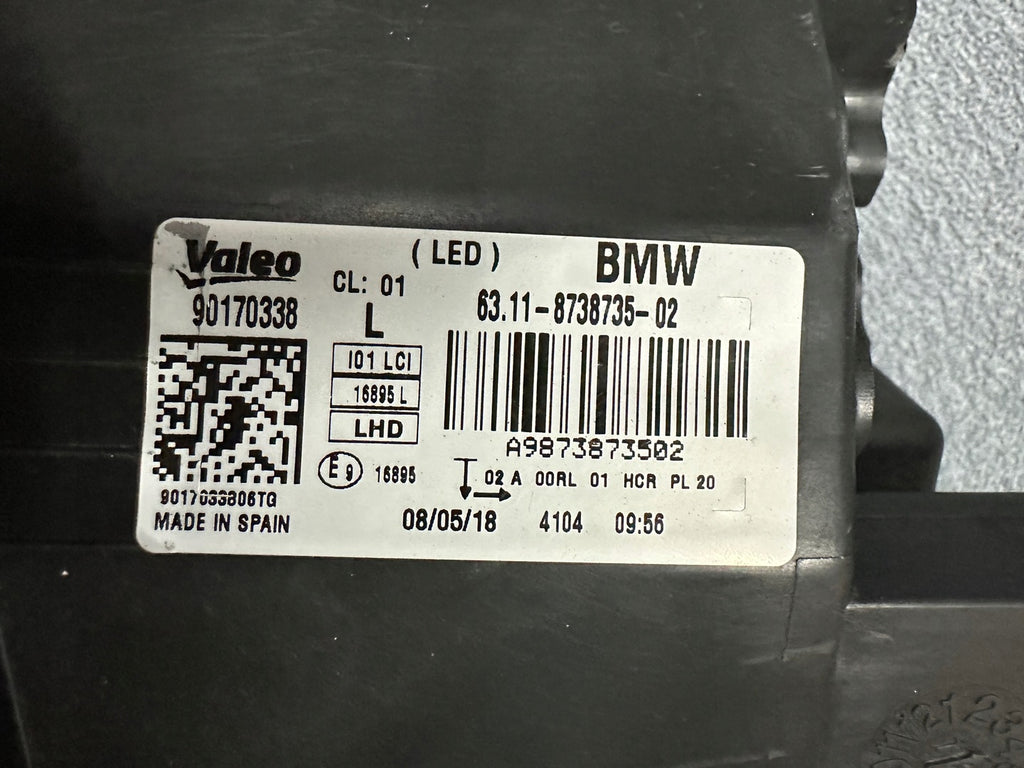 Valeo
( LED )
BMW
CL: 01
90170338
L
63.11-8738735-02
I01 LCI
16895 L
LHD
A9873873502
E9 16895
02 A 00RL 01 HCR PL 20
9017033806TG
MADE IN SPAIN
08/05/18 4104 09:56